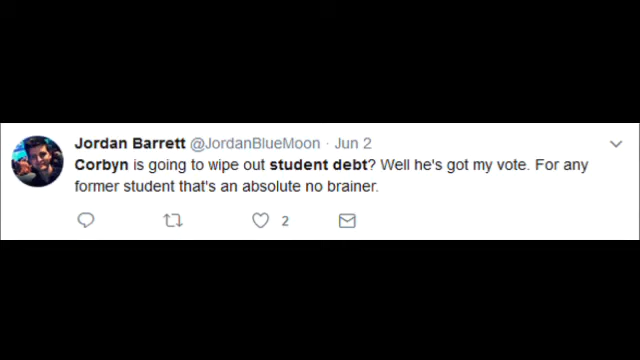 Jordan Barrett @JordanBlueMoon · Jun 2
Corbyn is going to wipe out student debt? Well he's got my vote. For any
former student that's an absolute no brainer.
2